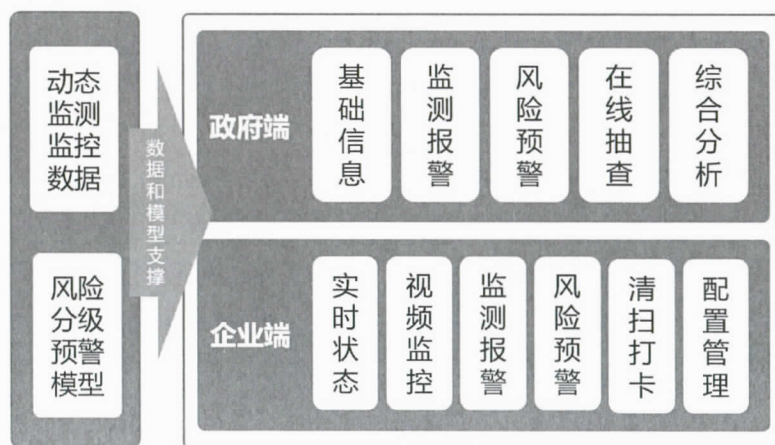 动态
监测
监控
数据
风险
分级
预警
模型
数据和模型支撑
政府端
基础信息
监测报警
风险预警
在线抽查
综合分析
企业端
实时状态
视频监控
监测报警
风险预警
清扫打卡
配置管理